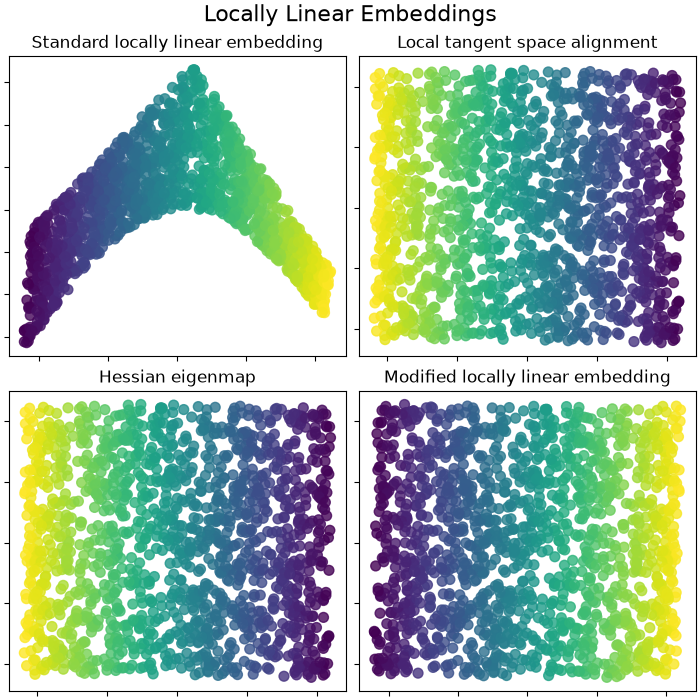 Locally Linear Embeddings
Standard locally linear embedding
Local tangent space alignment
Hessian eigenmap
Modified locally linear embedding